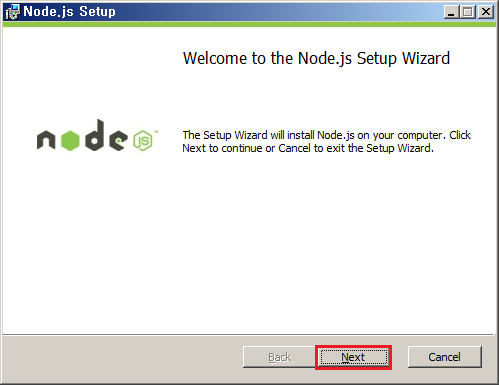 Node.js Setup
Welcome to the Node.js Setup Wizard
node JS
The Setup Wizard will install Node.js on your computer. Click
Next to continue or Cancel to exit the Setup Wizard.
Back Next Cancel